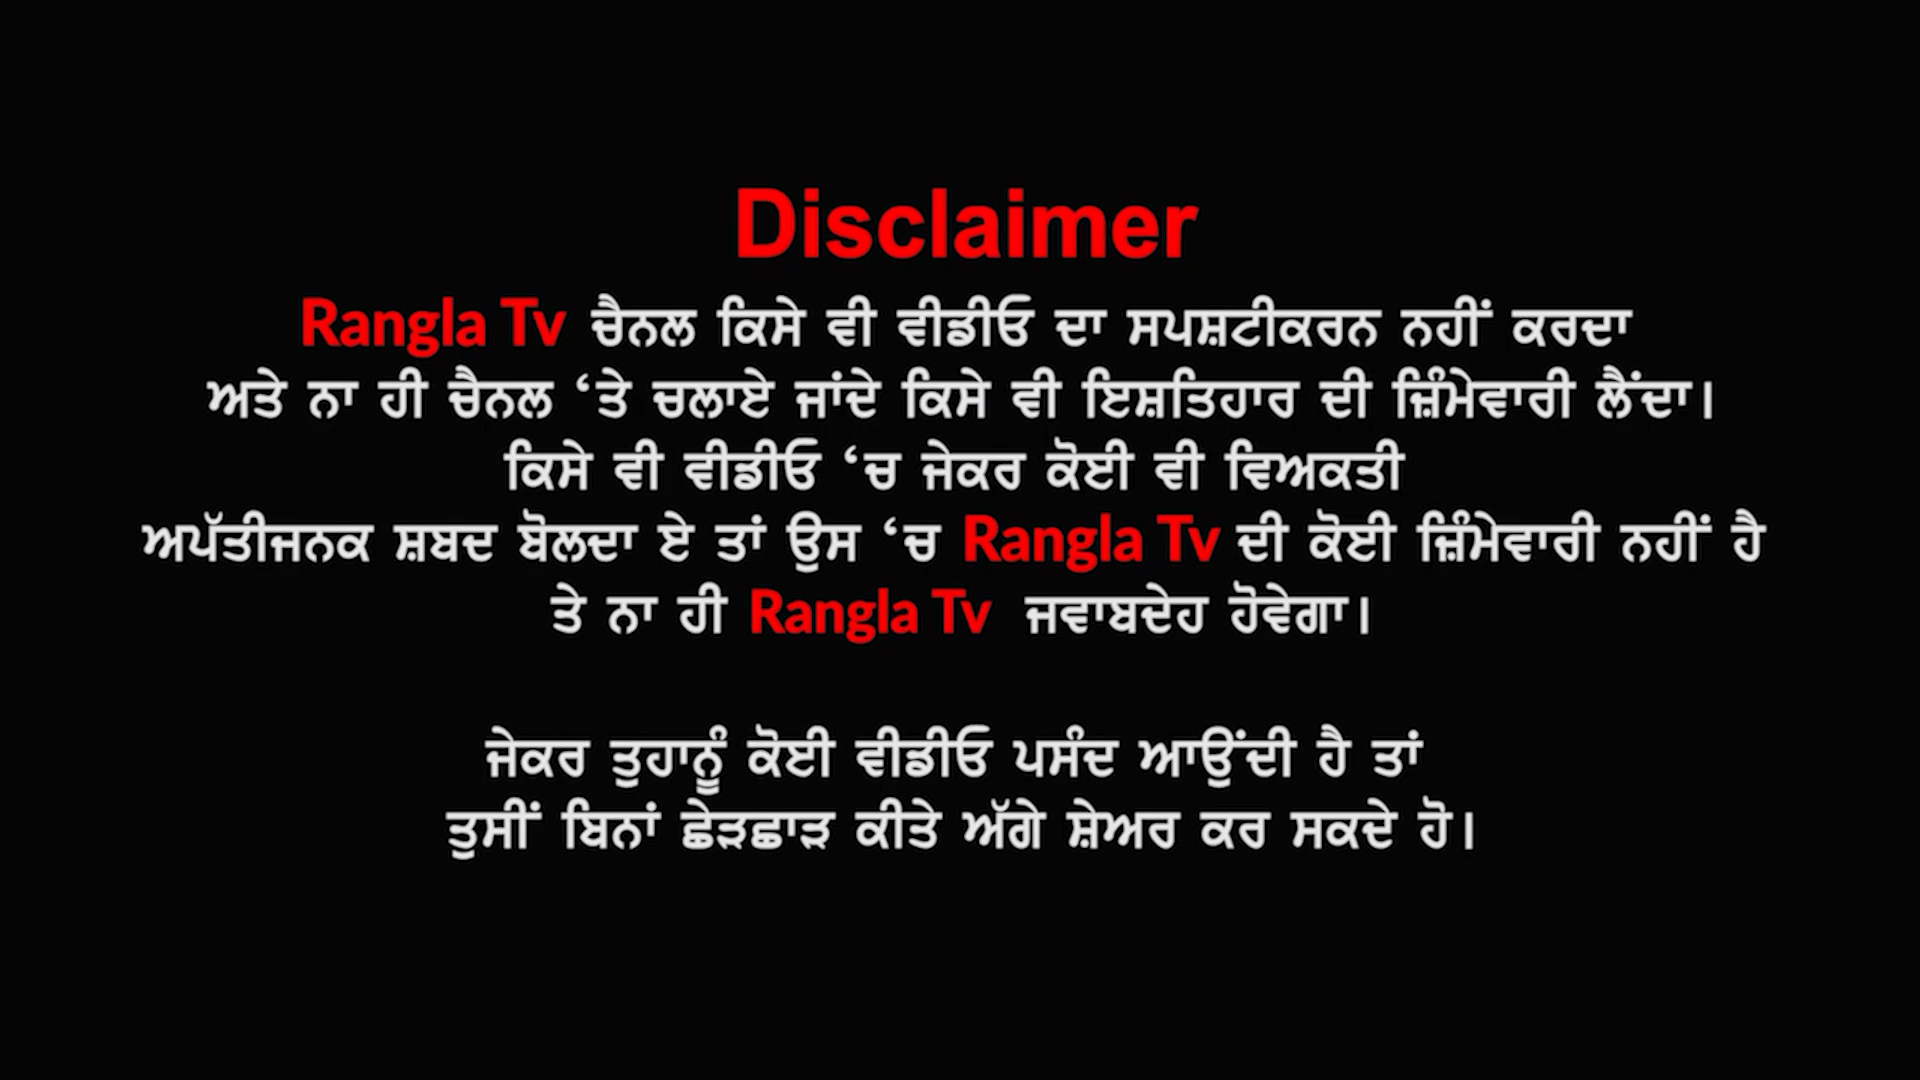 Disclaimer
Rangla Tv ਚੈਨਲ ਕਿਸੇ ਵੀ ਵੀਡੀਓ ਦਾ ਸਪਸ਼ਟੀਕਰਨ ਨਹੀਂ ਕਰਦਾ
ਅਤੇ ਨਾ ਹੀ ਚੈਨਲ ‘ਤੇ ਚਲਾਏ ਜਾਂਦੇ ਕਿਸੇ ਵੀ ਇਸ਼ਤਿਹਾਰ ਦੀ ਜ਼ਿੰਮੇਵਾਰੀ ਲੈਂਦਾ।
ਕਿਸੇ ਵੀ ਵੀਡੀਓ ‘ਚ ਜੇਕਰ ਕੋਈ ਵੀ ਵਿਅਕਤੀ
ਅਪੱਤੀਜਨਕ ਸ਼ਬਦ ਬੋਲਦਾ ਏ ਤਾਂ ਉਸ ‘ਚ Rangla Tv ਦੀ ਕੋਈ ਜ਼ਿੰਮੇਵਾਰੀ ਨਹੀਂ ਹੈ
ਤੇ ਨਾ ਹੀ Rangla Tv ਜਵਾਬਦੇਹ ਹੋਵੇਗਾ।
ਜੇਕਰ ਤੁਹਾਨੂੰ ਕੋਈ ਵੀਡੀਓ ਪਸੰਦ ਆਉਂਦੀ ਹੈ ਤਾਂ
ਤੁਸੀਂ ਬਿਨਾਂ ਛੇੜਛਾੜ ਕੀਤੇ ਅੱਗੇ ਸ਼ੇਅਰ ਕਰ ਸਕਦੇ ਹੋ।